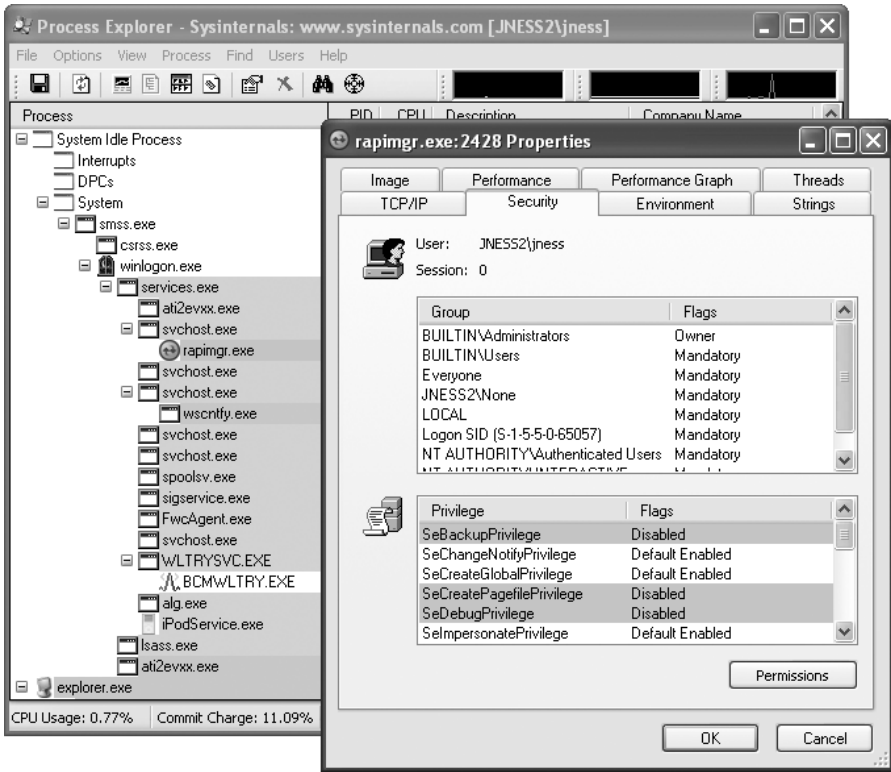 Process Explorer - Sysinternals: www.sysinternals.com [JNESS2\jness]
File Options View Process Find Users Help
Process PID CPU Description Company Name
System Idle Process
Interrupts
DPCs
System
smss.exe
csrss.exe
winlogon.exe
services.exe
ati2evxx.exe
svchost.exe
rapimgr.exe
svchost.exe
svchost.exe
wscntfy.exe
svchost.exe
svchost.exe
spoolsv.exe
sigservice.exe
FwcAgent.exe
svchost.exe
WLTRYSVC.EXE
BCMWLTRY.EXE
alg.exe
iPodService.exe
lsass.exe
ati2evxx.exe
explorer.exe
CPU Usage: 0.77% Commit Charge: 11.09%
rapimgr.exe:2428 Properties
Image Performance Performance Graph Threads
TCP/IP Security Environment Strings
User: JNESS2\jness
Session: 0
Group Flags
BUILTIN\Administrators Owner
BUILTIN\Users Mandatory
Everyone Mandatory
JNESS2\None Mandatory
LOCAL Mandatory
Logon SID (S-1-5-5-0-65057) Mandatory
NT AUTHORITY\Authenticated Users Mandatory
NT AUTHORITY\INTERACTIVE Mandatory
Privilege Flags
SeBackupPrivilege Disabled
SeChangeNotifyPrivilege Default Enabled
SeCreateGlobalPrivilege Default Enabled
SeCreatePagefilePrivilege Disabled
SeDebugPrivilege Disabled
SeImpersonatePrivilege Default Enabled
Permissions
OK Cancel